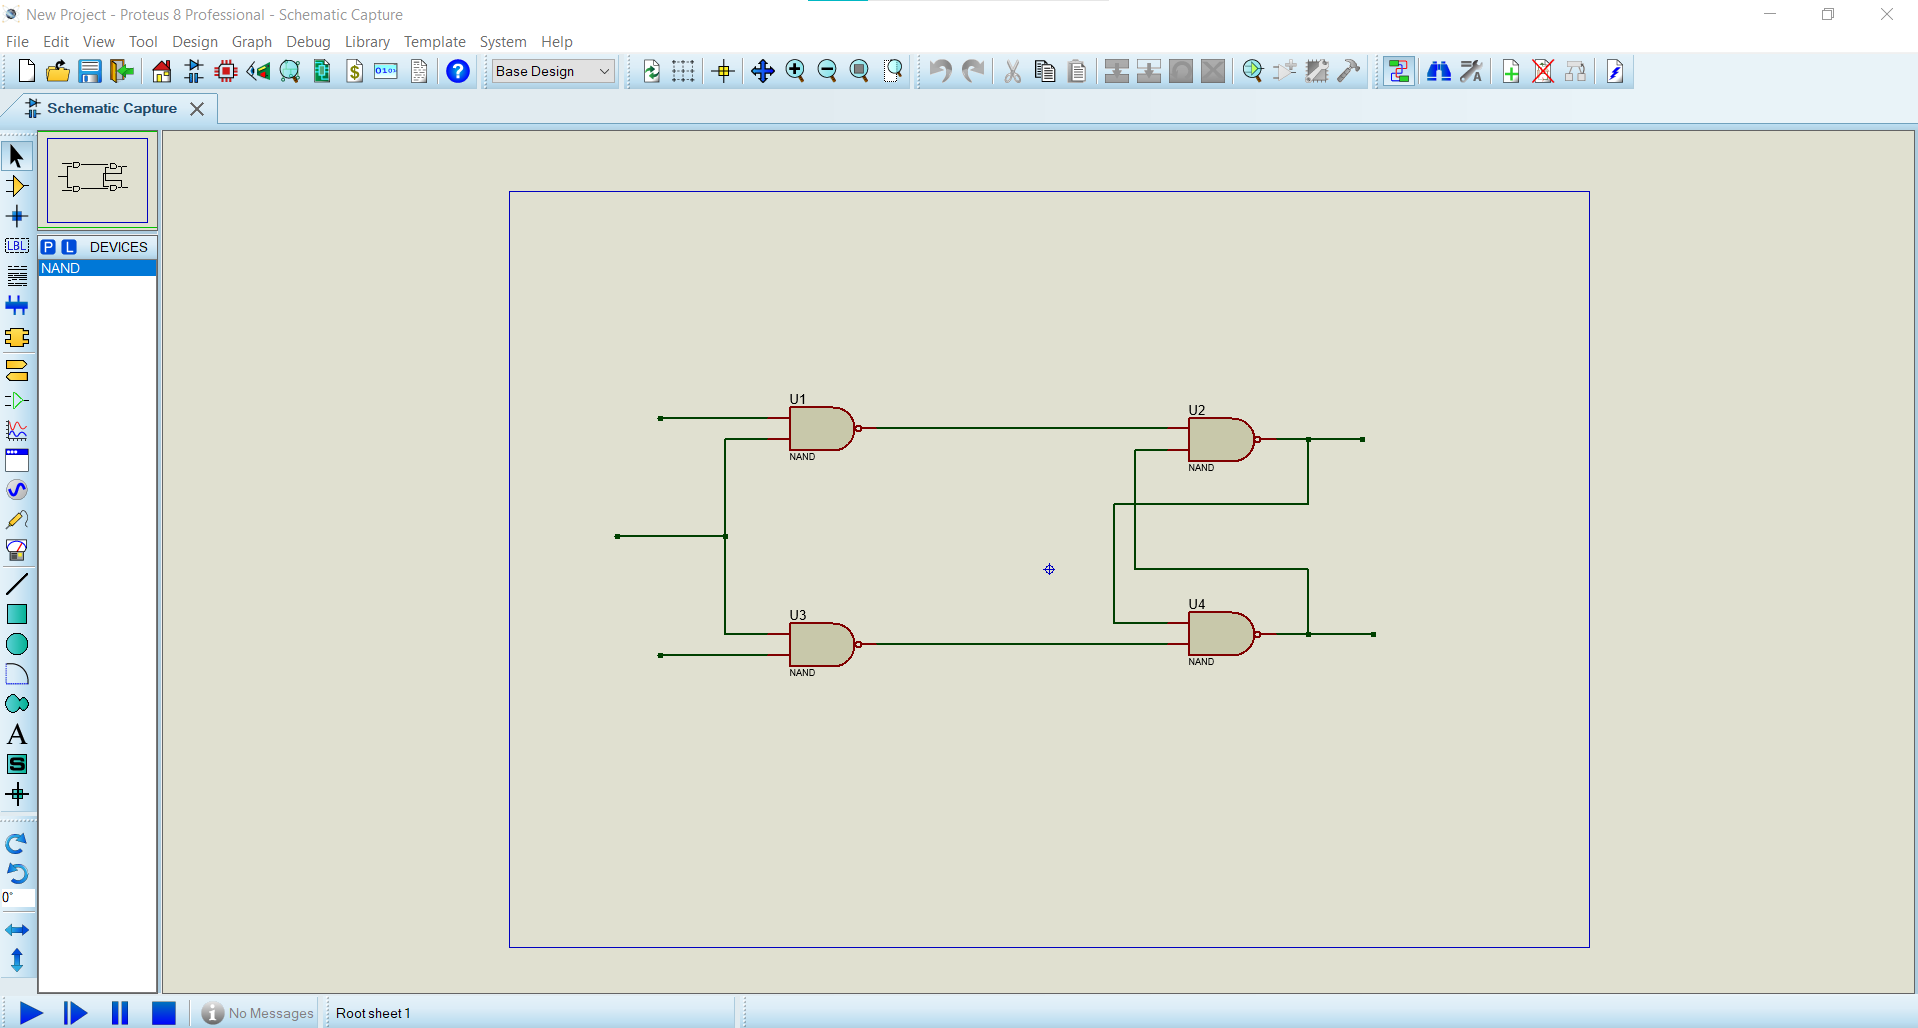 New Project - Proteus 8 Professional - Schematic Capture
File Edit View Tool Design Graph Debug Library Template System Help
$ 0101 ? Base Design
Schematic Capture
LBL
P L DEVICES
NAND
A
S
0°
U1
NAND
U2
NAND
U3
NAND
U4
NAND
No Messages Root sheet 1